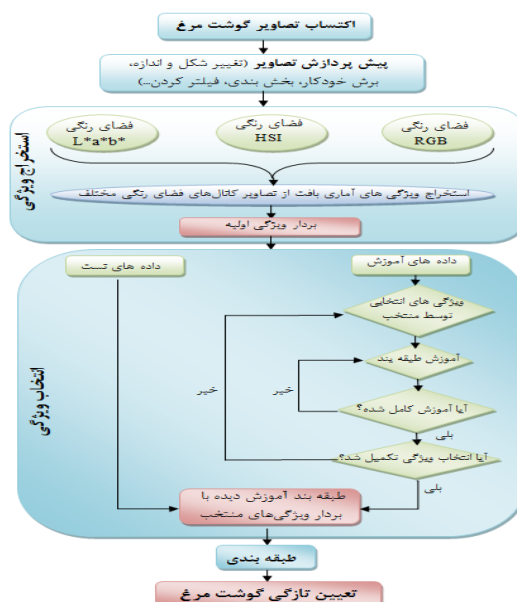 اکتساب تصاویر گوشت مرغ
پیش پردازش تصاویر (تغییر شکل و اندازه،
برش خودکار، بخش بندی، فیلتر کردن...)
استخراج ویژگی
فضای رنگی
RGB
فضای رنگی
HSI
فضای رنگی
L*a*b*
استخراج ویژگی های آماری بافت از تصاویر کانال‌های فضای رنگی مختلف
بردار ویژگی اولیه
انتخاب ویژگی
داده های آموزش
داده های تست
ویژگی های انتخابی
توسط منتخب
آموزش طبقه بند
خیر
خیر
آیا آموزش کامل شده؟
بلی
آیا انتخاب ویژگی تکمیل شد؟
بلی
طبقه بند آموزش دیده با
بردار ویژگی‌های منتخب
طبقه بندی
تعیین تازگی گوشت مرغ